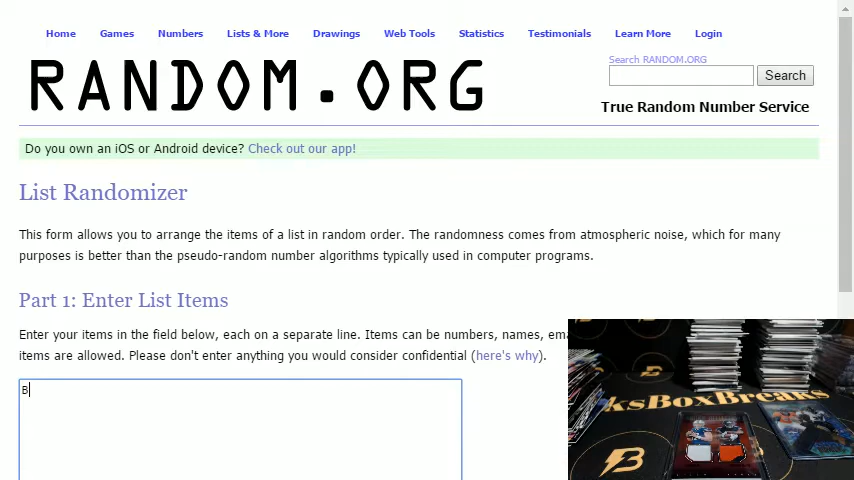 Home Games Numbers Lists & More Drawings Web Tools Statistics Testimonials Learn More Login
RANDOM.ORG
Search RANDOM.ORG
Search
True Random Number Service
Do you own an iOS or Android device? Check out our app!
List Randomizer
This form allows you to arrange the items of a list in random order. The randomness comes from atmospheric noise, which for many
purposes is better than the pseudo-random number algorithms typically used in computer programs.
Part 1: Enter List Items
Enter your items in the field below, each on a separate line. Items can be numbers, names, ema
items are allowed. Please don't enter anything you would consider confidential (here's why).
B
ksBoxBreaks
B